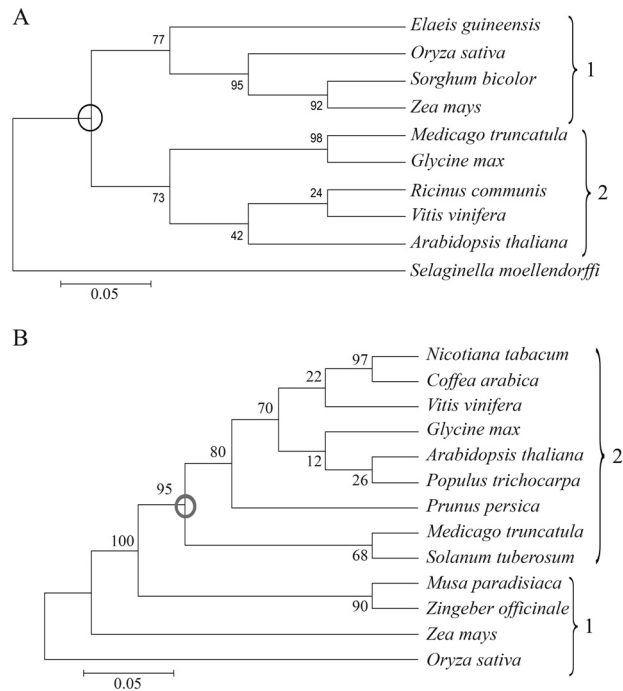 A
77
Elaeis guineensis
Oryza sativa
95
Sorghum bicolor
92
Zea mays
1
98
Medicago truncatula
Glycine max
73
24
Ricinus communis
Vitis vinifera
42
Arabidopsis thaliana
2
Selaginella moellendorffi
0.05
B
97
Nicotiana tabacum
22
Coffea arabica
Vitis vinifera
70
Glycine max
12
Arabidopsis thaliana
26
Populus trichocarpa
80
Prunus persica
95
Medicago truncatula
68
Solanum tuberosum
2
100
Musa paradisiaca
90
Zingeber officinale
Zea mays
Oryza sativa
1
0.05